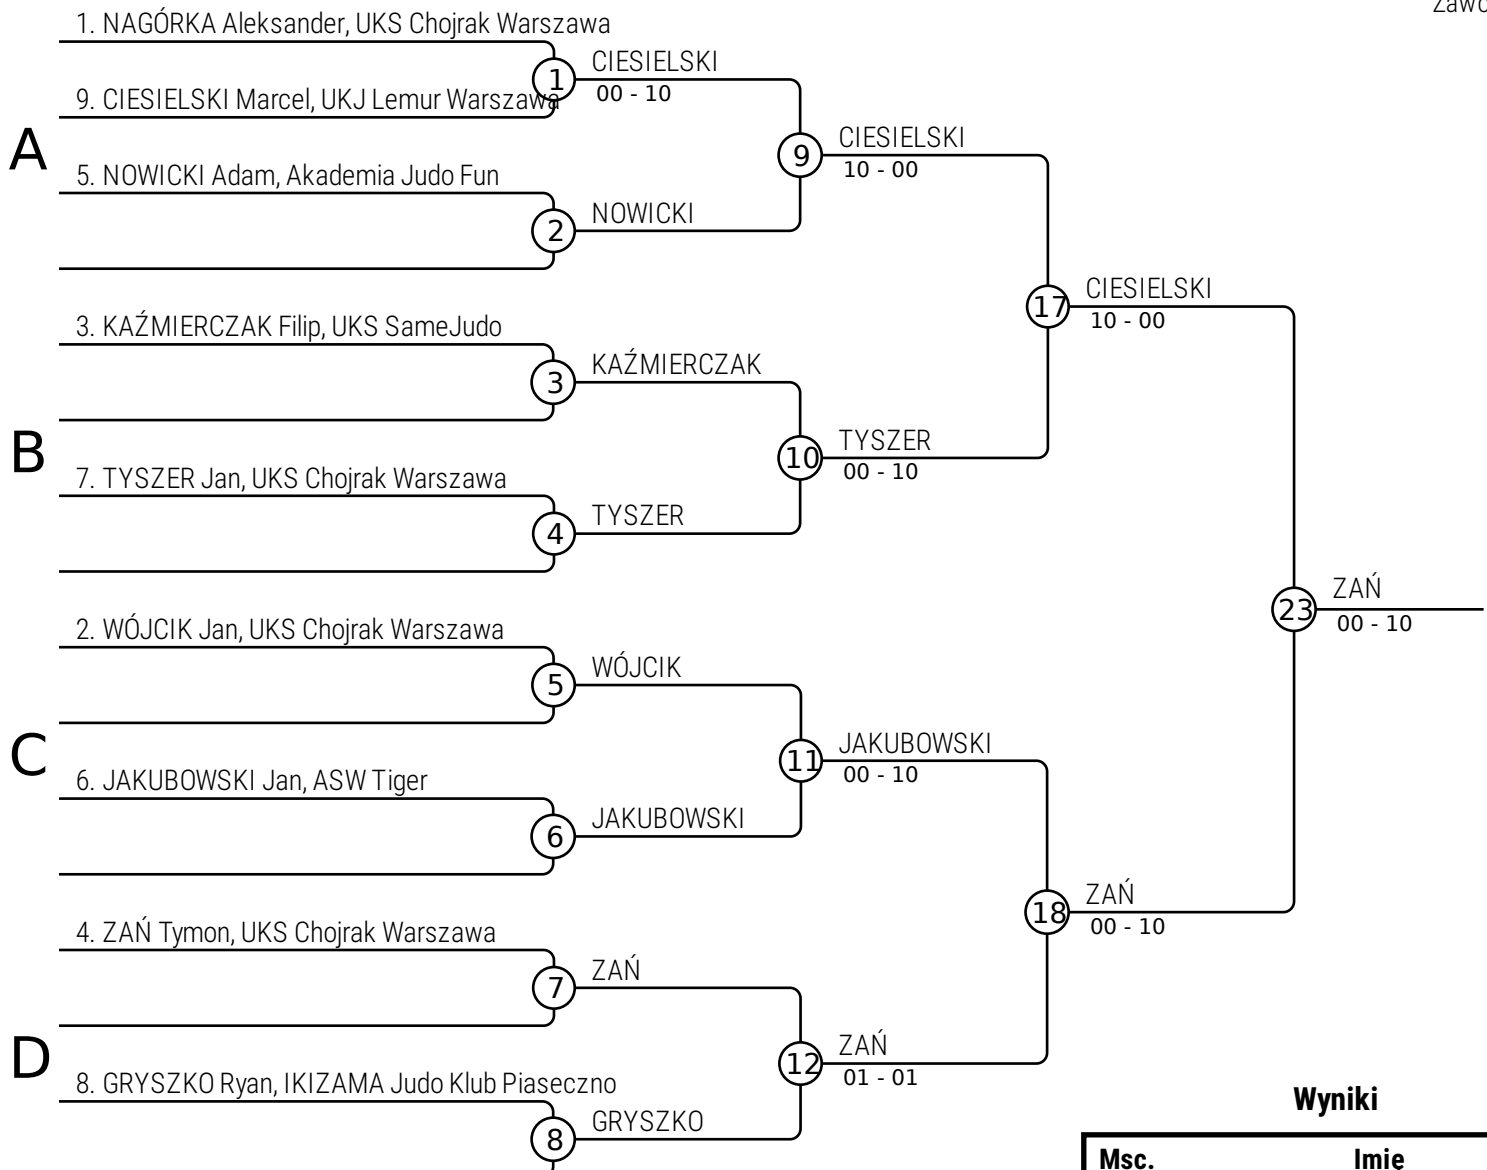 Zawo
1. NAGÓRKA Aleksander, UKS Chojrak Warszawa
1
CIESIELSKI
00 - 10
9. CIESIELSKI Marcel, UKJ Lemur Warszawa
A
9
CIESIELSKI
10 - 00
5. NOWICKI Adam, Akademia Judo Fun
2
NOWICKI
17
CIESIELSKI
10 - 00
3. KAŹMIERCZAK Filip, UKS SameJudo
3
KAŹMIERCZAK
B
10
TYSZER
00 - 10
7. TYSZER Jan, UKS Chojrak Warszawa
4
TYSZER
23
ZAŃ
00 - 10
2. WÓJCIK Jan, UKS Chojrak Warszawa
5
WÓJCIK
C
11
JAKUBOWSKI
00 - 10
6. JAKUBOWSKI Jan, ASW Tiger
6
JAKUBOWSKI
18
ZAŃ
00 - 10
4. ZAŃ Tymon, UKS Chojrak Warszawa
7
ZAŃ
D
12
ZAŃ
01 - 01
8. GRYSZKO Ryan, IKIZAMA Judo Klub Piaseczno
8
GRYSZKO
Wyniki
Msc. Imię